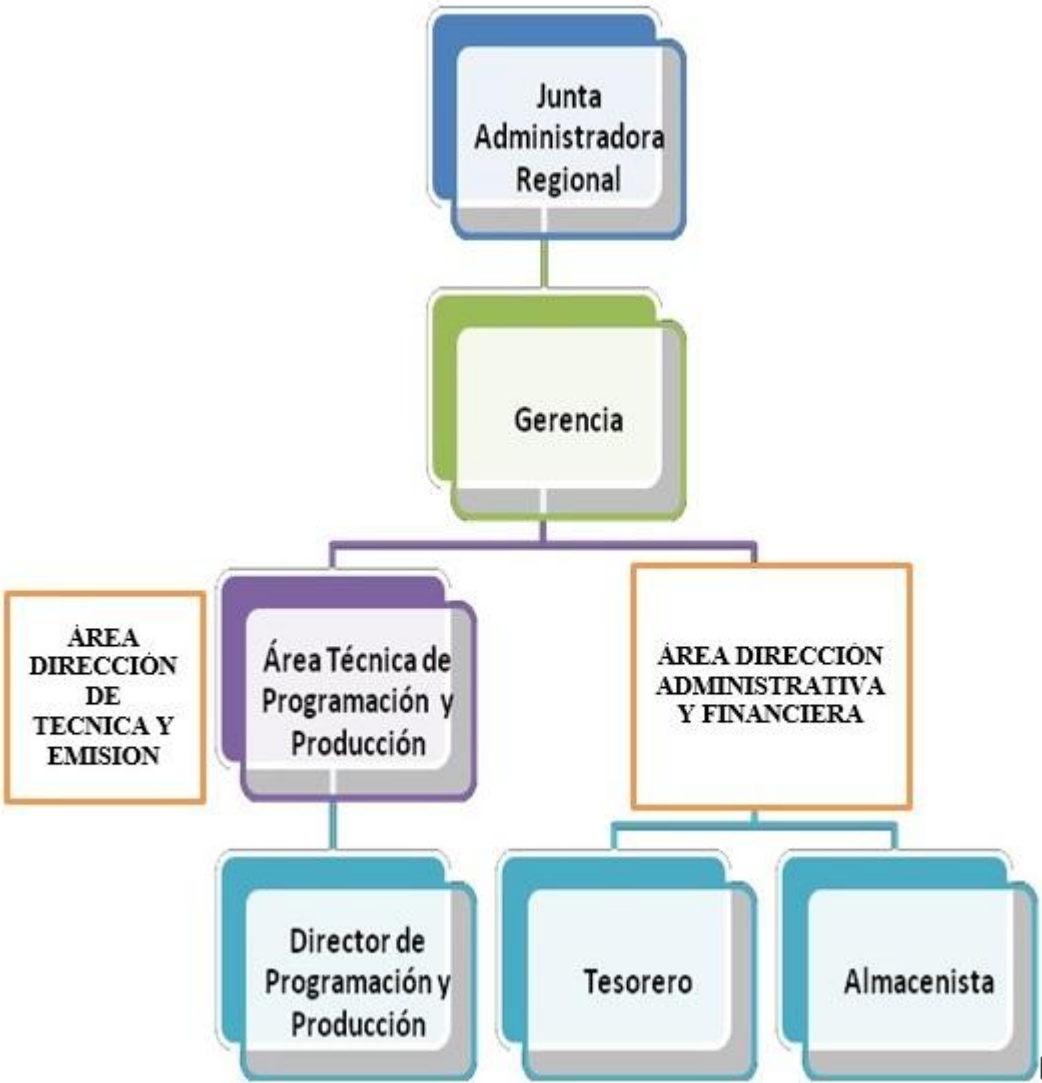 Junta
Administradora
Regional
Gerencia
ÁREA
DIRECCIÓN
DE
TECNICA Y
EMISION
Área Técnica de
Programación y
Producción
ÁREA DIRECCIÓN
ADMINISTRATIVA
Y FINANCIERA
Director de
Programación y
Producción
Tesorero
Almacenista